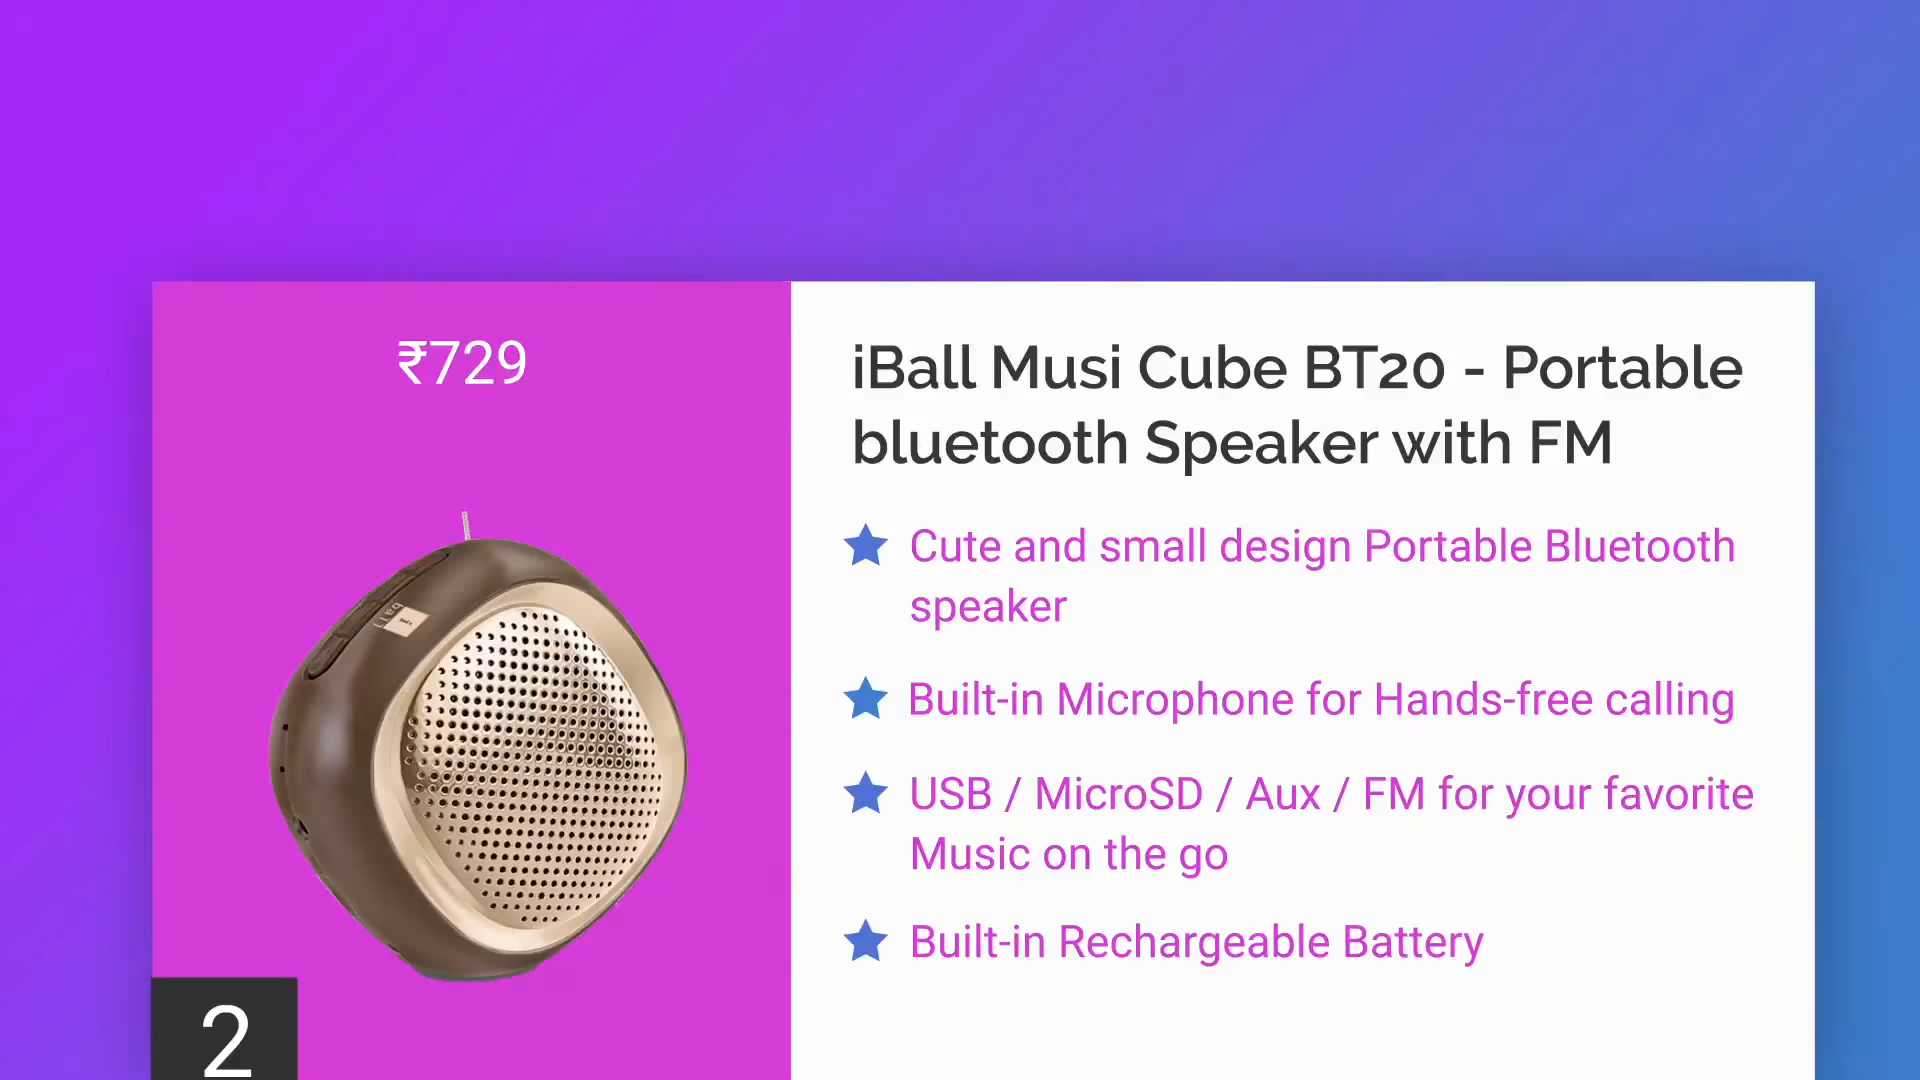 ₹729
iBall Musi Cube BT20 - Portable
bluetooth Speaker with FM
Cute and small design Portable Bluetooth
speaker
Built-in Microphone for Hands-free calling
USB / MicroSD / Aux / FM for your favorite
Music on the go
Built-in Rechargeable Battery
ball
2